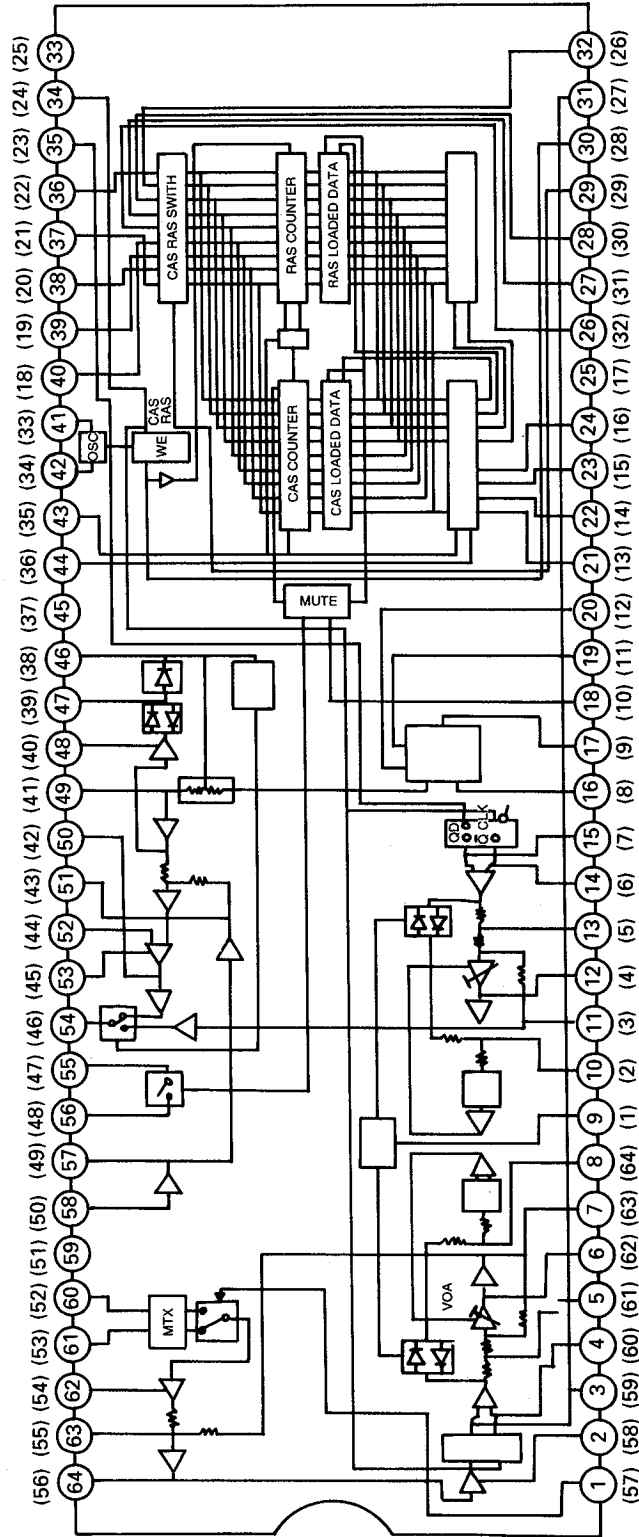 (56) (55) (54) (53) (52) (51) (50) (49) (48) (47) (46) (45) (44) (43) (42) (41) (40) (39) (38) (37) (36) (35) (34) (33) (18) (19) (20) (21) (22) (23) (24) (25)
64 63 62 61 60 59 58 57 56 55 54 53 52 51 50 49 48 47 46 45 44 43 42 41 40 39 38 37 36 35 34 33
OSC
MTX
WE
CAS
RAS
CAS RAS SWITH
MUTE
CAS COUNTER
RAS COUNTER
CAS LOADED DATA
RAS LOADED DATA
VOA
QD
Q CLK
1 2 3 4 5 6 7 8 9 10 11 12 13 14 15 16 17 18 19 20 21 22 23 24 25 26 27 28 29 30 31 32
(57) (58) (59) (60) (61) (62) (63) (64) (1) (2) (3) (4) (5) (6) (7) (8) (9) (10) (11) (12) (13) (14) (15) (16) (17) (32) (31) (30) (29) (28) (27) (26)